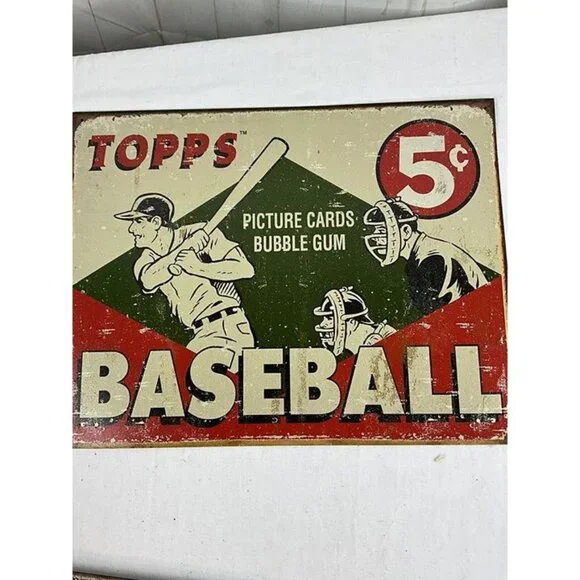 TOPPS™
5¢
PICTURE CARDS
BUBBLE GUM
BASEBALL